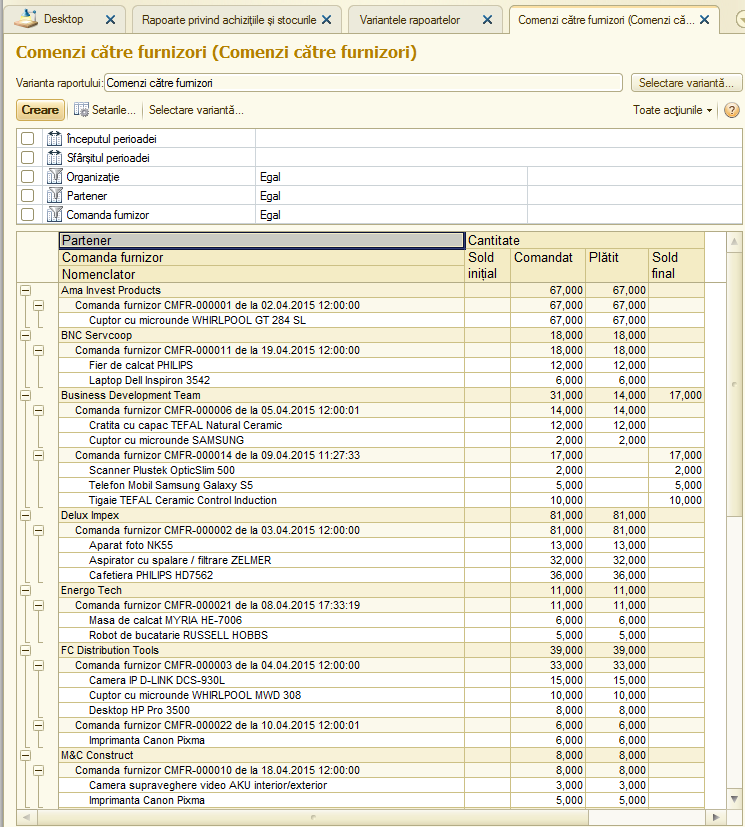 Desktop
Rapoarte privind achizițiile și stocurile
Variantele rapoartelor
Comenzi către furnizori (Comenzi că...
Comenzi către furnizori (Comenzi către furnizori)
Varianta raportului: Comenzi către furnizori Selectare variantă...
Creare Setarile... Selectare variantă... Toate acțiunile ?
Începutul perioadei
Sfârșitul perioadei
Organizație Egal
Partener Egal
Comanda furnizor Egal
Partener Cantitate
Comanda furnizor Sold inițial Comandat Plătit Sold final
Nomenclator
Ama Invest Products 67,000 67,000
Comanda furnizor CMFR-000001 de la 02.04.2015 12:00:00 67,000 67,000
Cuptor cu microunde WHIRLPOOL GT 284 SL 67,000 67,000
BNC Servcoop 18,000 18,000
Comanda furnizor CMFR-000011 de la 19.04.2015 12:00:00 18,000 18,000
Fier de calcat PHILIPS 12,000 12,000
Laptop Dell Inspiron 3542 6,000 6,000
Business Development Team 31,000 14,000 17,000
Comanda furnizor CMFR-000006 de la 05.04.2015 12:00:01 14,000 14,000
Cratita cu capac TEFAL Natural Ceramic 12,000 12,000
Cuptor cu microunde SAMSUNG 2,000 2,000
Comanda furnizor CMFR-000014 de la 09.04.2015 11:27:33 17,000 17,000
Scanner Plustek OpticSlim 500 2,000 2,000
Telefon Mobil Samsung Galaxy S5 5,000 5,000
Tigaie TEFAL Ceramic Control Induction 10,000 10,000
Delux Impex 81,000 81,000
Comanda furnizor CMFR-000002 de la 03.04.2015 12:00:00 81,000 81,000
Aparat foto NK55 13,000 13,000
Aspirator cu spalare / filtrare ZELMER 32,000 32,000
Cafetiera PHILIPS HD7562 36,000 36,000
Energo Tech 11,000 11,000
Comanda furnizor CMFR-000021 de la 08.04.2015 17:33:19 11,000 11,000
Masa de calcat MYRIA HE-7006 6,000 6,000
Robot de bucatarie RUSSELL HOBBS 5,000 5,000
FC Distribution Tools 39,000 39,000
Comanda furnizor CMFR-000003 de la 04.04.2015 12:00:00 33,000 33,000
Camera IP D-LINK DCS-930L 15,000 15,000
Cuptor cu microunde WHIRLPOOL MWD 308 10,000 10,000
Desktop HP Pro 3500 8,000 8,000
Comanda furnizor CMFR-000022 de la 10.04.2015 12:00:01 6,000 6,000
Imprimanta Canon Pixma 6,000 6,000
M&C Construct 8,000 8,000
Comanda furnizor CMFR-000010 de la 18.04.2015 12:00:00 8,000 8,000
Camera supraveghere video AKU interior/exterior 3,000 3,000
Imprimanta Canon Pixma 5,000 5,000